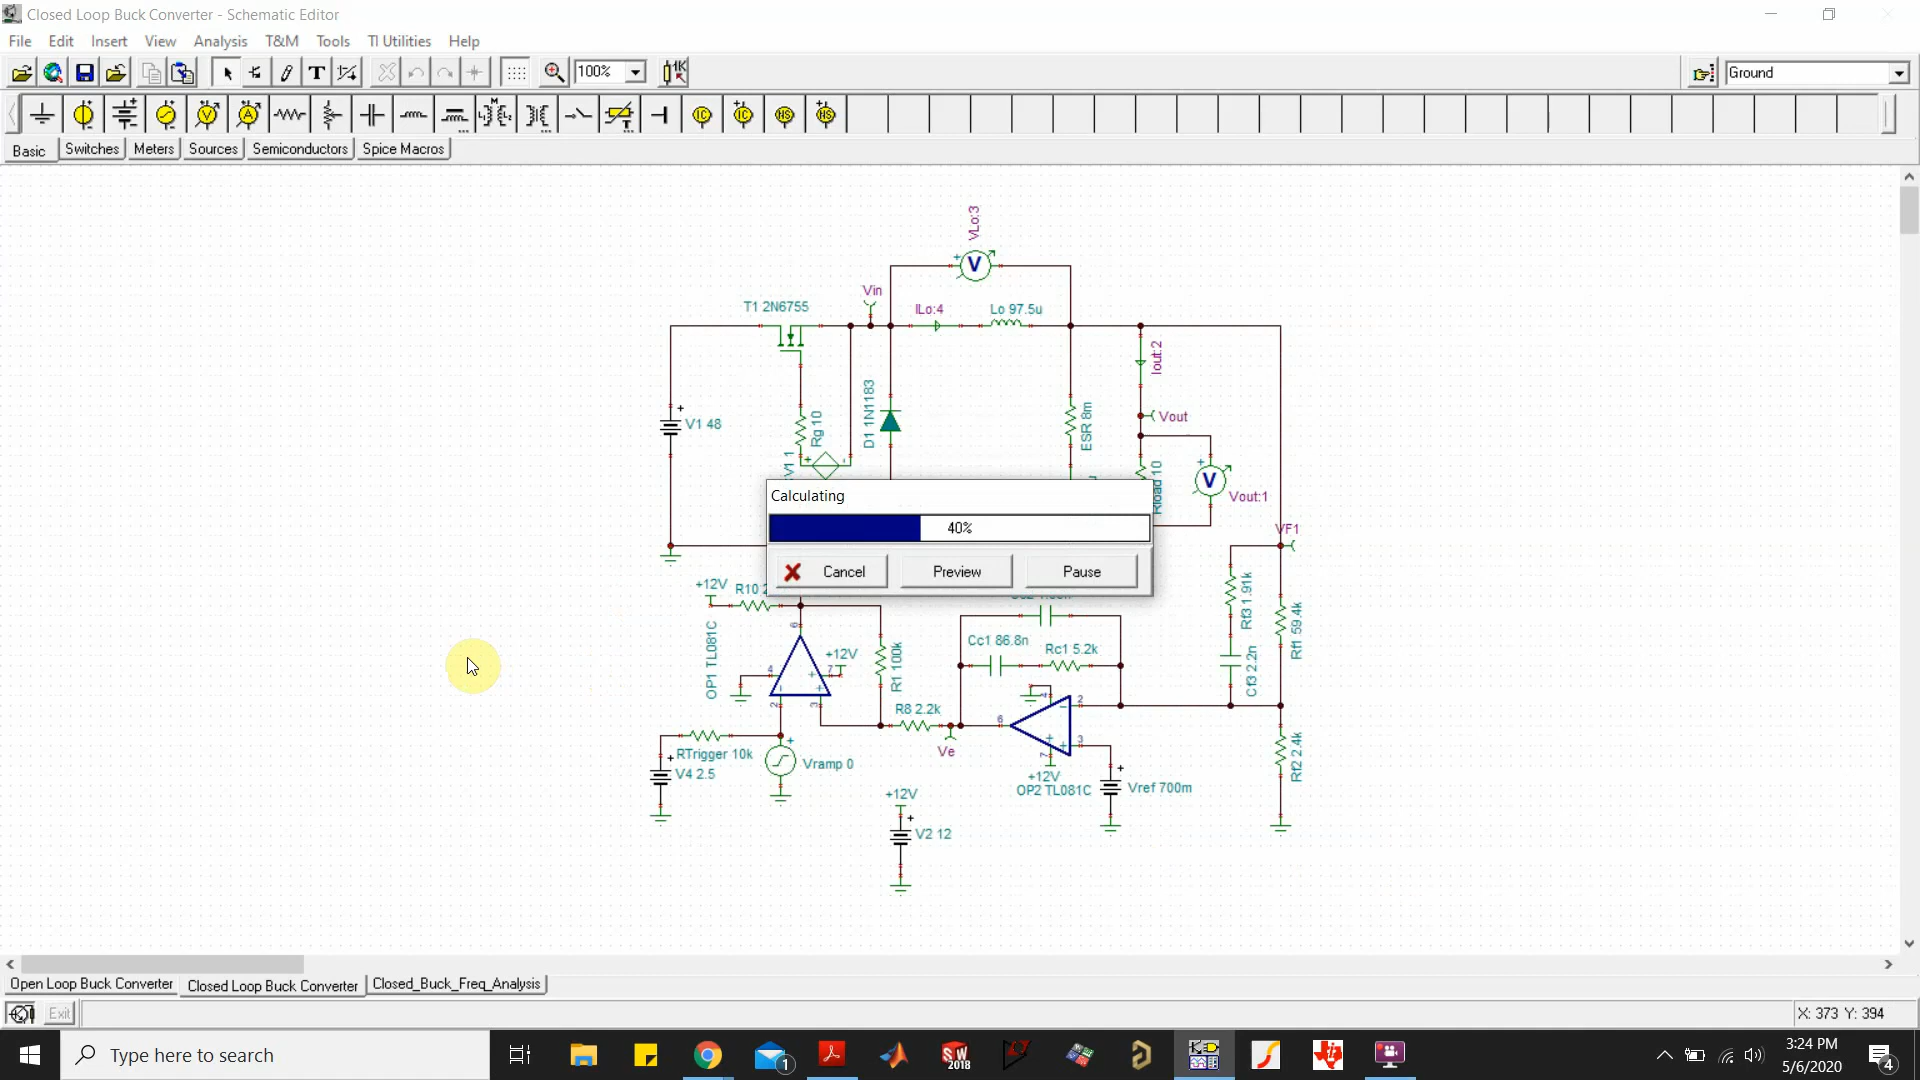 Closed Loop Buck Converter - Schematic Editor
File Edit Insert View Analysis T&M Tools TI Utilities Help
100% Ground
Basic Switches Meters Sources Semiconductors Spice Macros
VLo:3
V
T1 2N6755
Vin
ILo:4
Lo 97.5u
Iout:2
V1 48
Rg 10
D1 1N1183
ESR 8m
Vout
Rload 10
V
Vout:1
Calculating
40%
Cancel Preview Pause
VF1
+12V
R10
OP1 TL081C
+12V
R1 100k
Cc1 86.8n
Rc1 5.2k
Rf3 1.91k
Rf1 59.4k
Cf3 2.2n
R8 2.2k
Ve
RTrigger 10k
V4 2.5
Vramp 0
+12V
OP2 TL081C
Vref 700m
Rf2 2.4k
+12V
V2 12
Open Loop Buck Converter Closed Loop Buck Converter Closed_Buck_Freq_Analysis
Exit
X: 373 Y: 394
Type here to search
3:24 PM
5/6/2020